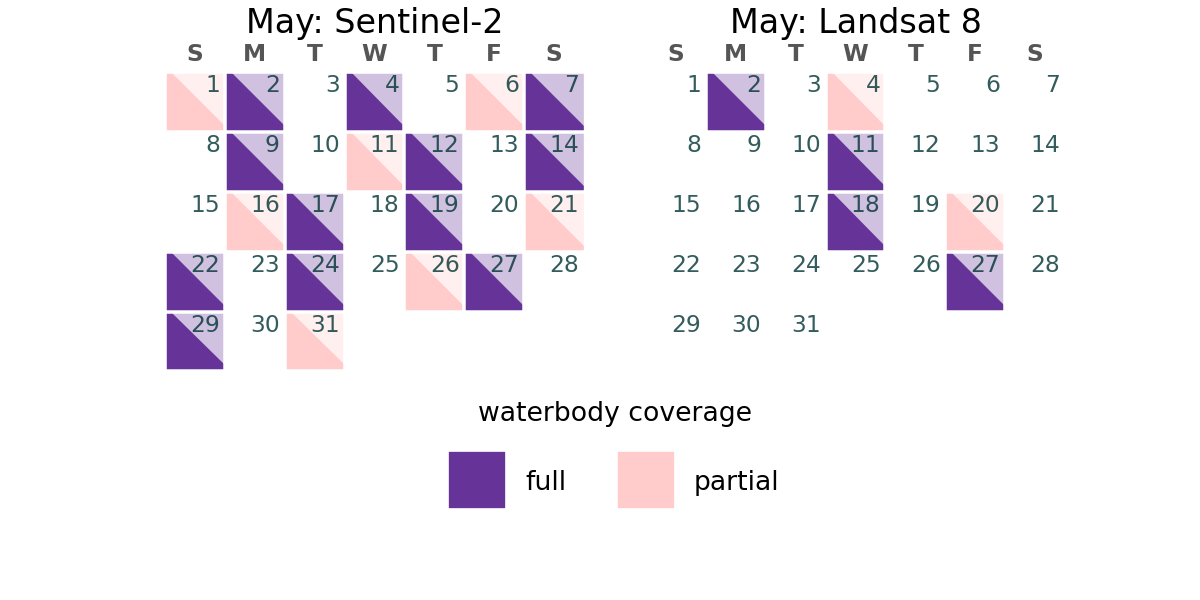 May: Sentinel-2
S M T W T F S
1 2 3 4 5 6 7
8 9 10 11 12 13 14
15 16 17 18 19 20 21
22 23 24 25 26 27 28
29 30 31
May: Landsat 8
S M T W T F S
1 2 3 4 5 6 7
8 9 10 11 12 13 14
15 16 17 18 19 20 21
22 23 24 25 26 27 28
29 30 31
waterbody coverage
full
partial